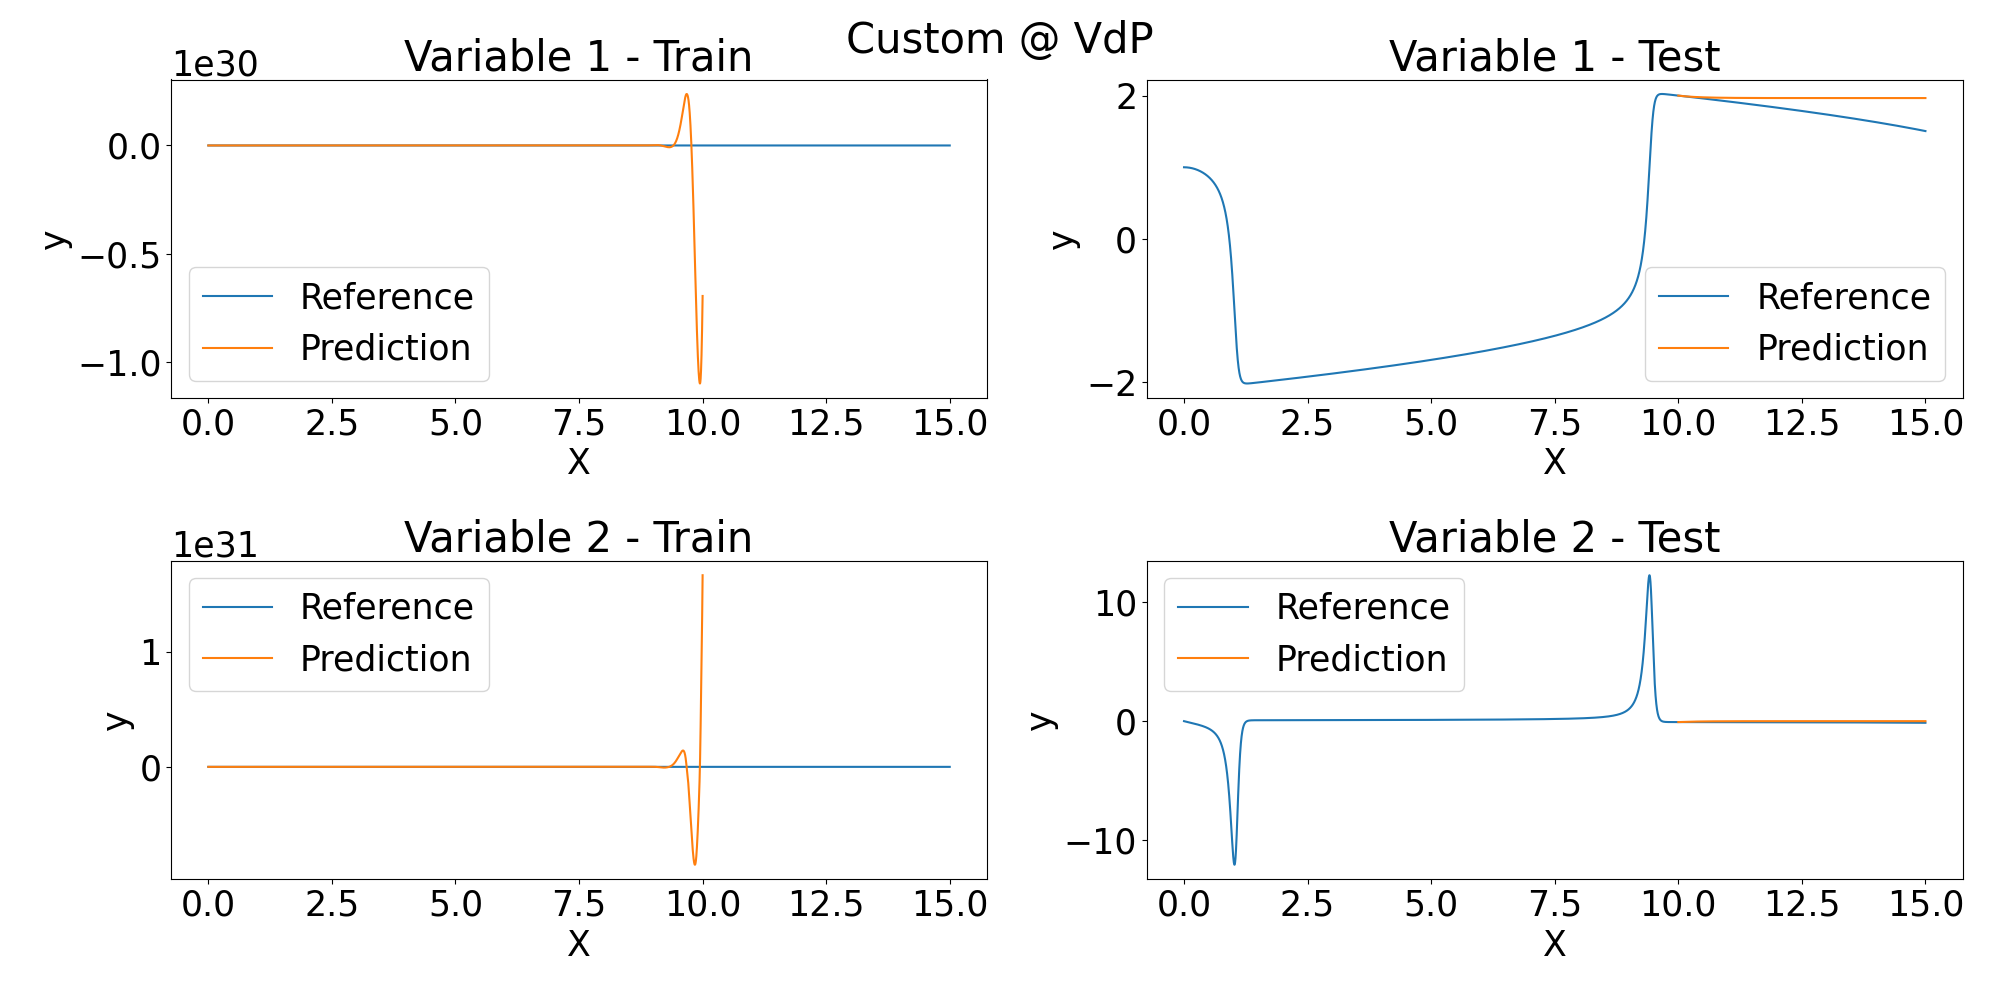 Custom @ VdP
Variable 1 - Train
1e30
0.0
−0.5
−1.0
y
Reference
Prediction
0.0 2.5 5.0 7.5 10.0 12.5 15.0
X
Variable 1 - Test
2
0
−2
y
Reference
Prediction
0.0 2.5 5.0 7.5 10.0 12.5 15.0
X
Variable 2 - Train
1e31
1
0
y
Reference
Prediction
0.0 2.5 5.0 7.5 10.0 12.5 15.0
X
Variable 2 - Test
10
0
−10
y
Reference
Prediction
0.0 2.5 5.0 7.5 10.0 12.5 15.0
X